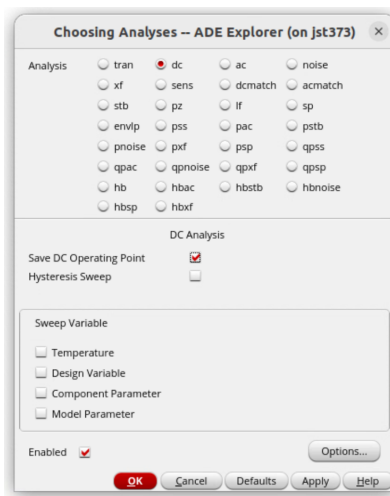 Choosing Analyses -- ADE Explorer (on jst373)
Analysis tran dc ac noise
xf sens dcmatch acmatch
stb pz lf sp
envlp pss pac pstb
pnoise pxf psp qpss
qpac qpnoise qpxf qpsp
hb hbac hbstb hbnoise
hbsp hbxf
DC Analysis
Save DC Operating Point
Hysteresis Sweep
Sweep Variable
Temperature
Design Variable
Component Parameter
Model Parameter
Enabled Options...
OK Cancel Defaults Apply Help